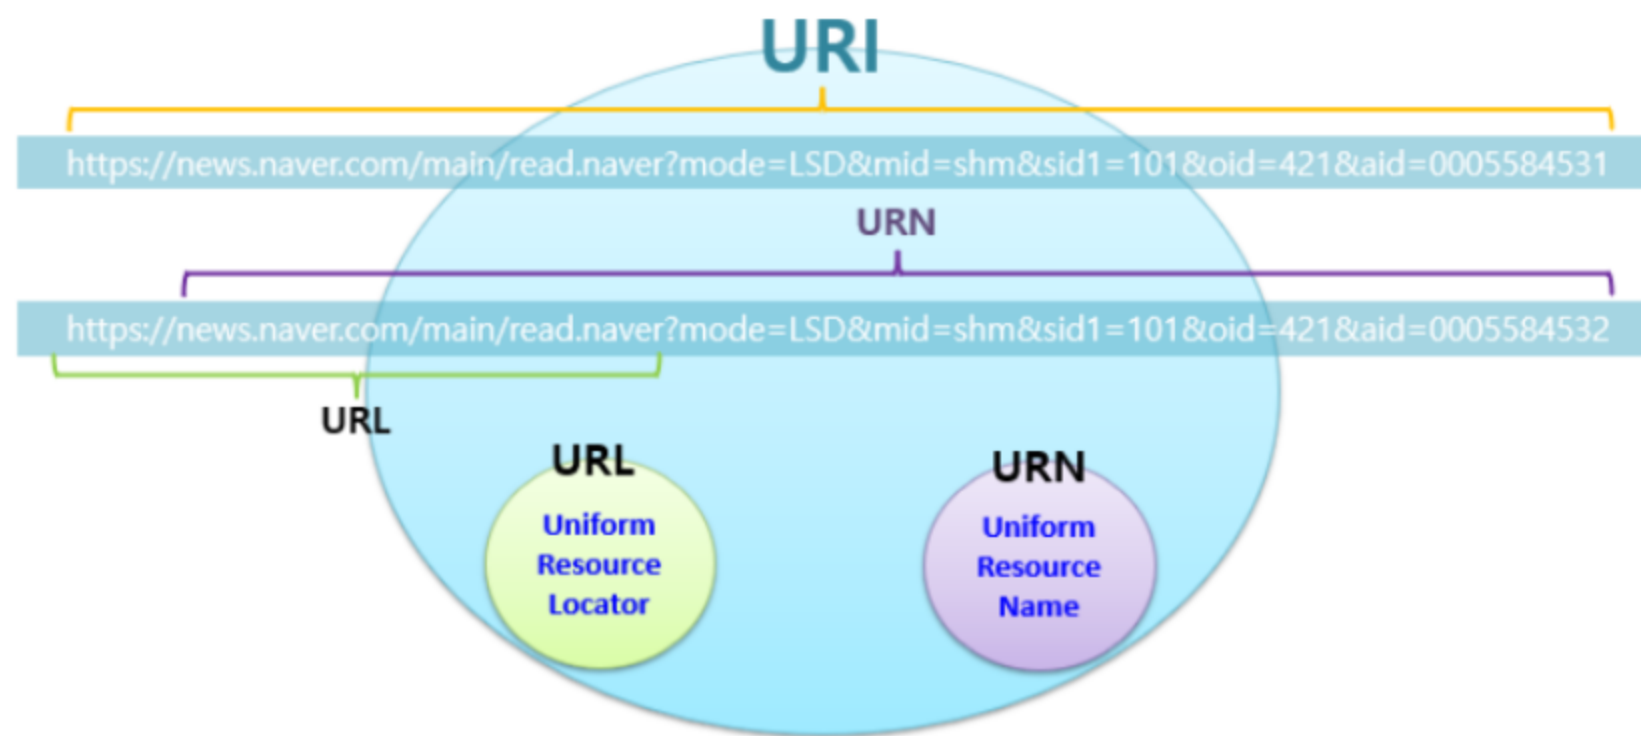 URI
https://news.naver.com/main/read.naver?mode=LSD&mid=shm&sid1=101&oid=421&aid=0005584531
URN
https://news.naver.com/main/read.naver?mode=LSD&mid=shm&sid1=101&oid=421&aid=0005584532
URL
URL
Uniform
Resource
Locator
URN
Uniform
Resource
Name